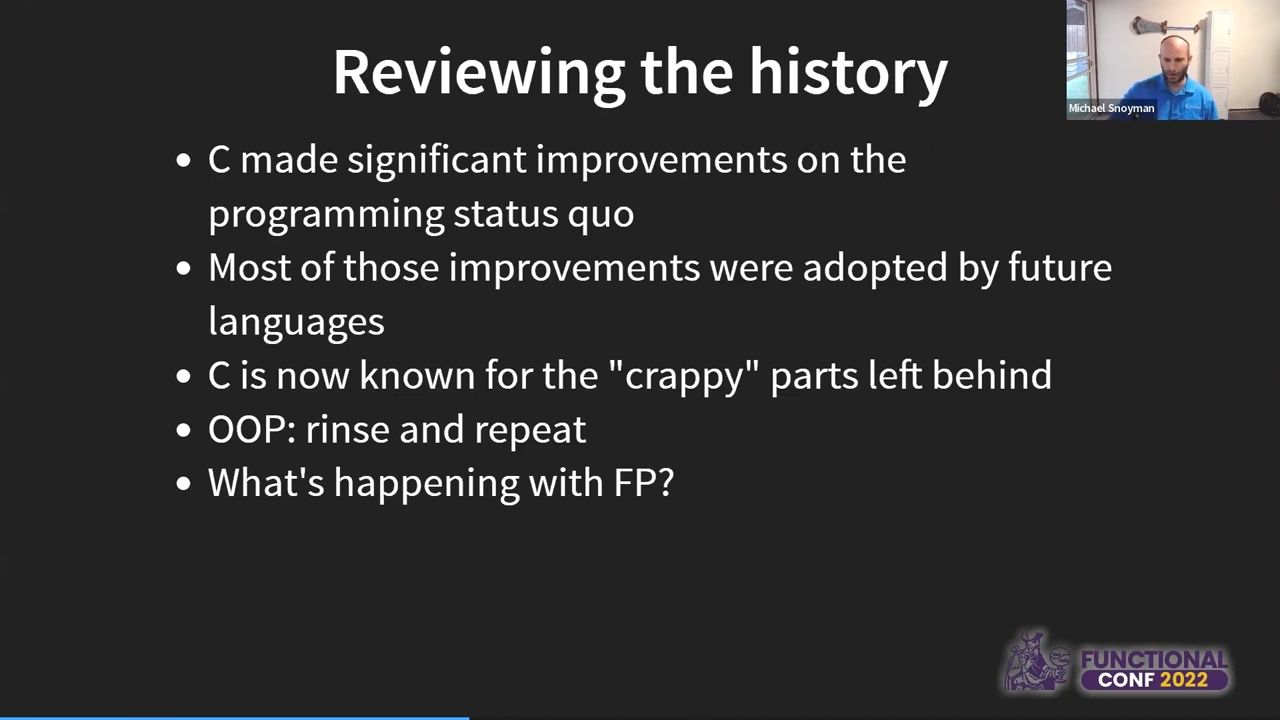 Reviewing the history
Michael Snoyman
• C made significant improvements on the
programming status quo
• Most of those improvements were adopted by future
languages
• C is now known for the "crappy" parts left behind
• OOP: rinse and repeat
• What's happening with FP?
FUNCTIONAL
CONF 2022